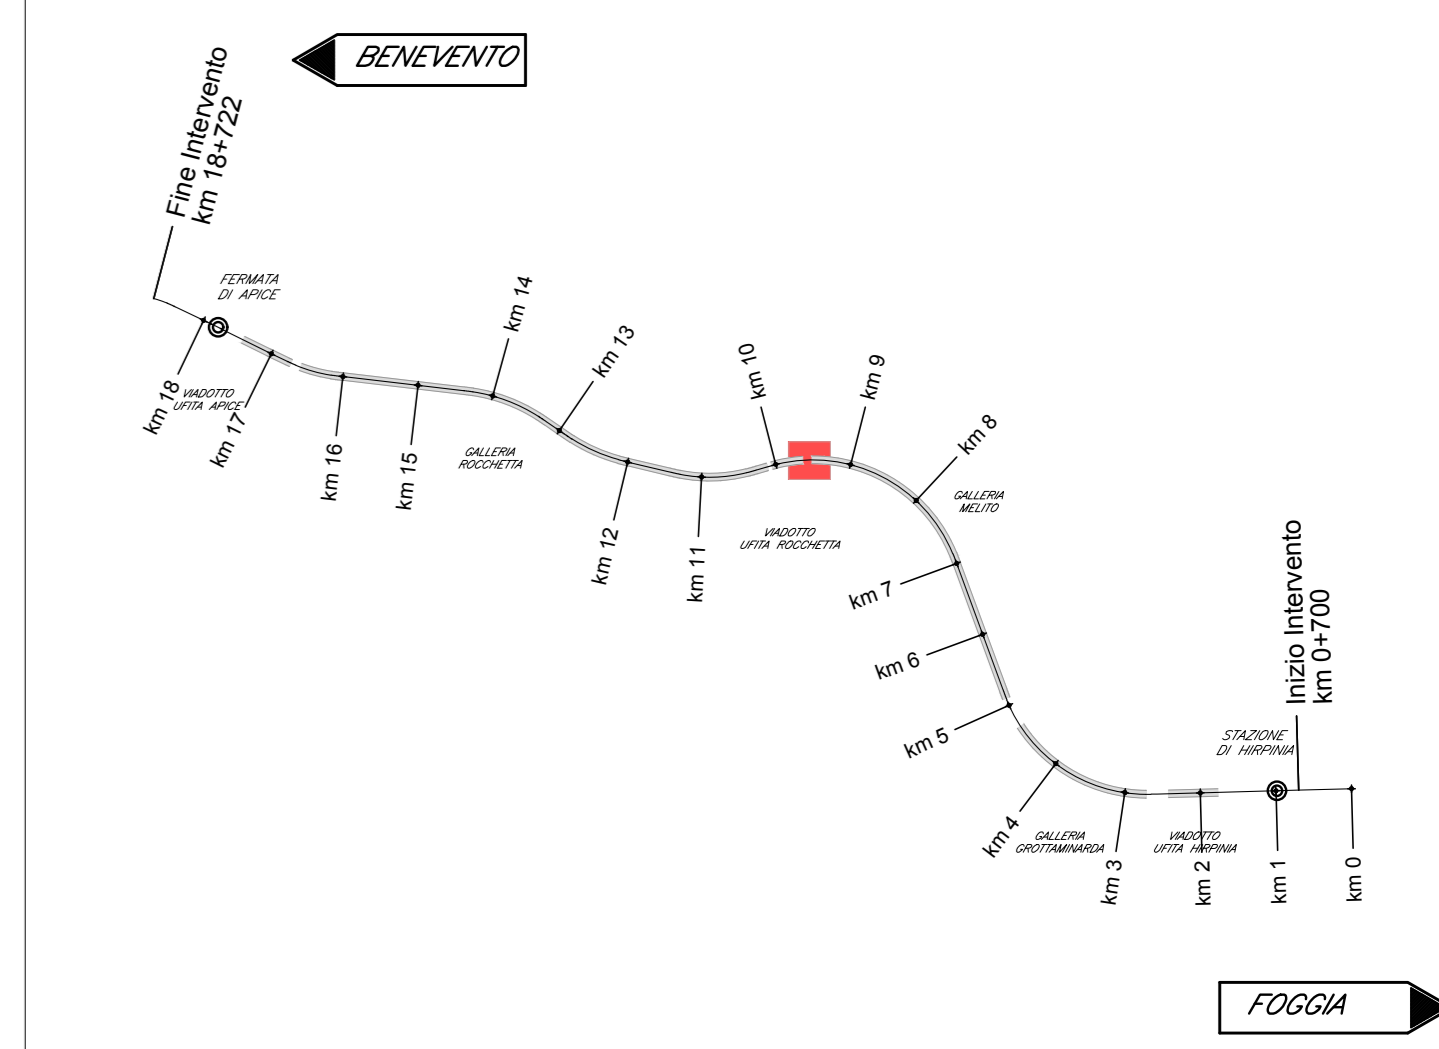 BENEVENTO
Fine Intervento
km 18+722
FERMATA
DI APICE
km 18
VIADOTTO
UFITA APICE
km 17
km 16
km 15
GALLERIA
ROCCHETTA
km 14
km 13
km 12
km 11
km 10
VIADOTTO
UFITA ROCCHETTA
km 9
km 8
GALLERIA
MELITO
km 7
km 6
km 5
km 4
GALLERIA
GROTTAMINARDA
km 3
VIADOTTO
UFITA HIRPINIA
km 2
STAZIONE
DI HIRPINIA
Inizio Intervento
km 0+700
km 1
km 0
FOGGIA